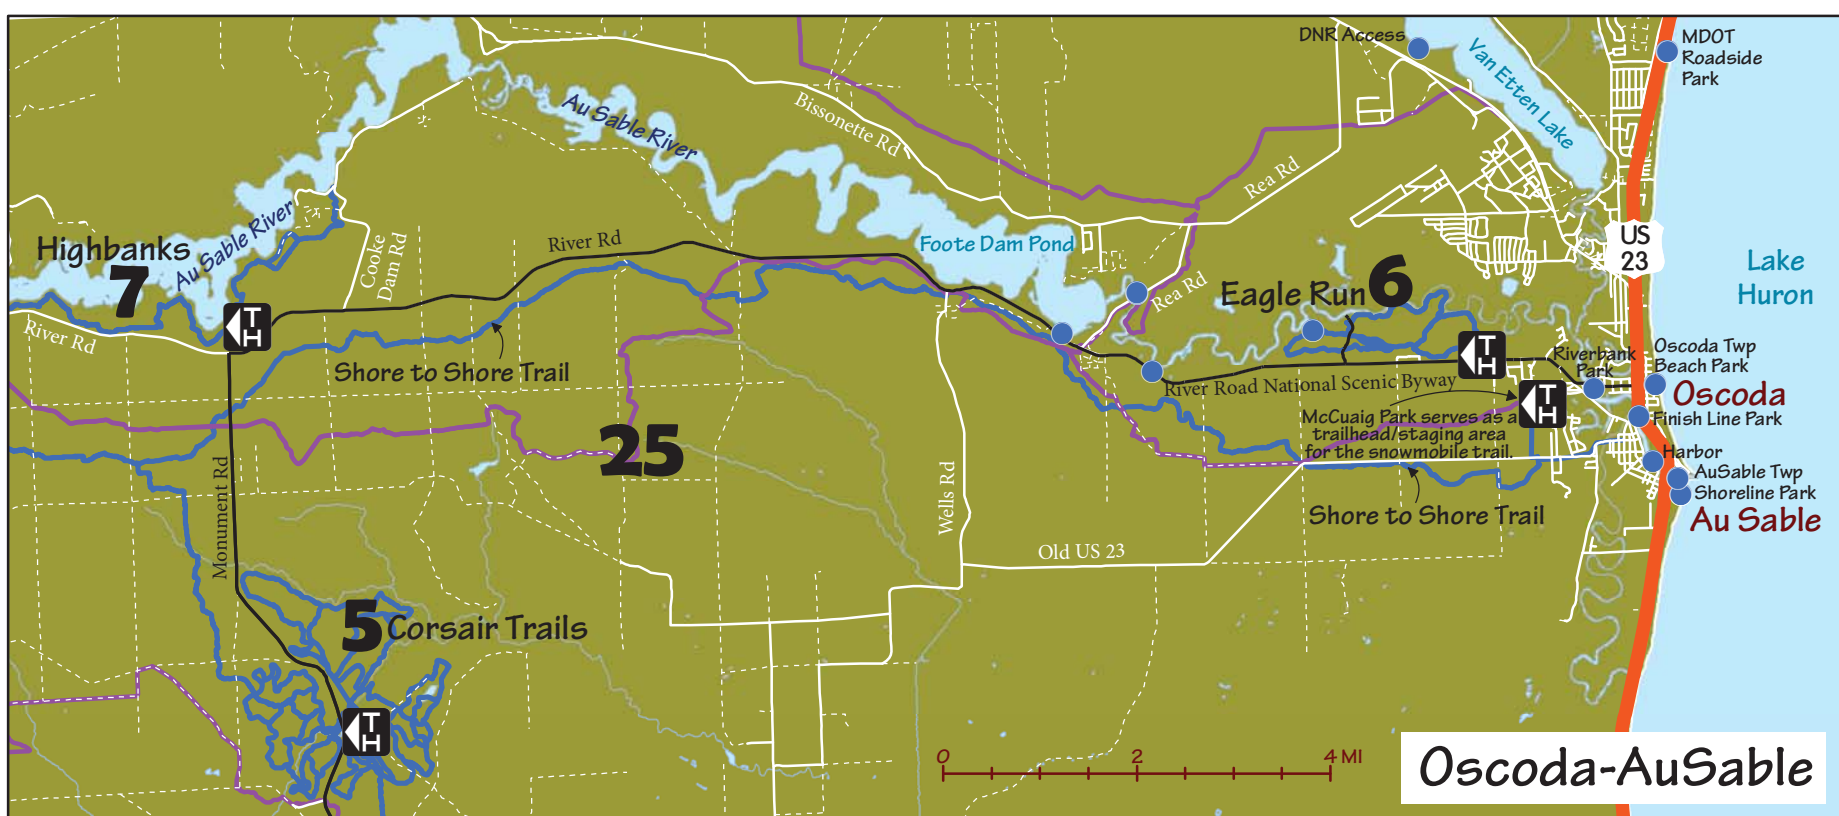 DNR Access
Van Etten Lake
MDOT
Roadside
Park
Au Sable River
Bissonette Rd
Rea Rd
Highbanks
7
Au Sable River
Cooke
Dam Rd
River Rd
Foote Dam Pond
Rea Rd
Eagle Run 6
US
23
Lake
Huron
River Rd
TH
Shore to Shore Trail
TH
Riverbank
Park
Oscoda Twp
Beach Park
River Road National Scenic Byway
Oscoda
TH
McCuaig Park serves as a
trailhead/staging area
for the snowmobile trail.
Finish Line Park
25
Monument Rd
Wells Rd
Harbor
AuSable Twp
Shoreline Park
Shore to Shore Trail
Au Sable
Old US 23
5 Corsair Trails
TH
0 2 4 MI
Oscoda-AuSable